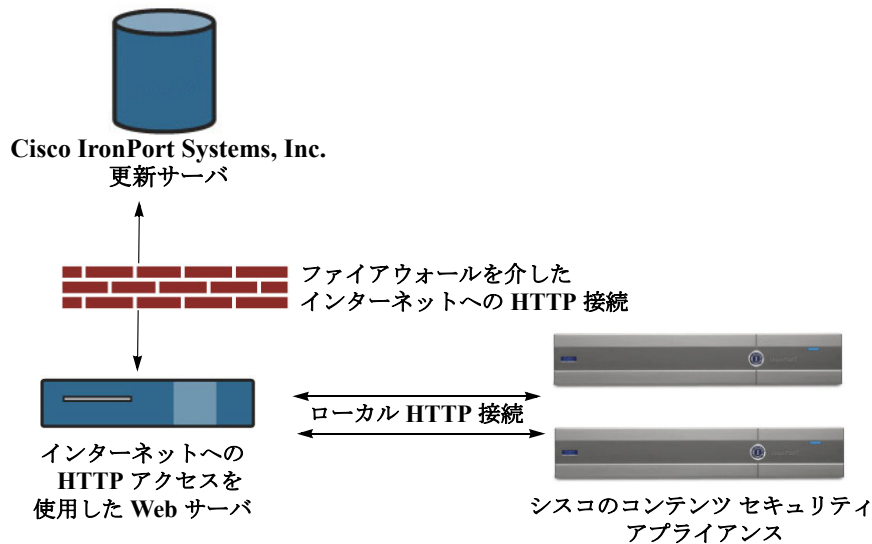 Cisco IronPort Systems, Inc.
更新サーバ
ファイアウォールを介した
インターネットへの HTTP 接続
ローカル HTTP 接続
インターネットへの
HTTP アクセスを
使用した Web サーバ
シスコのコンテンツ セキュリティ
アプライアンス